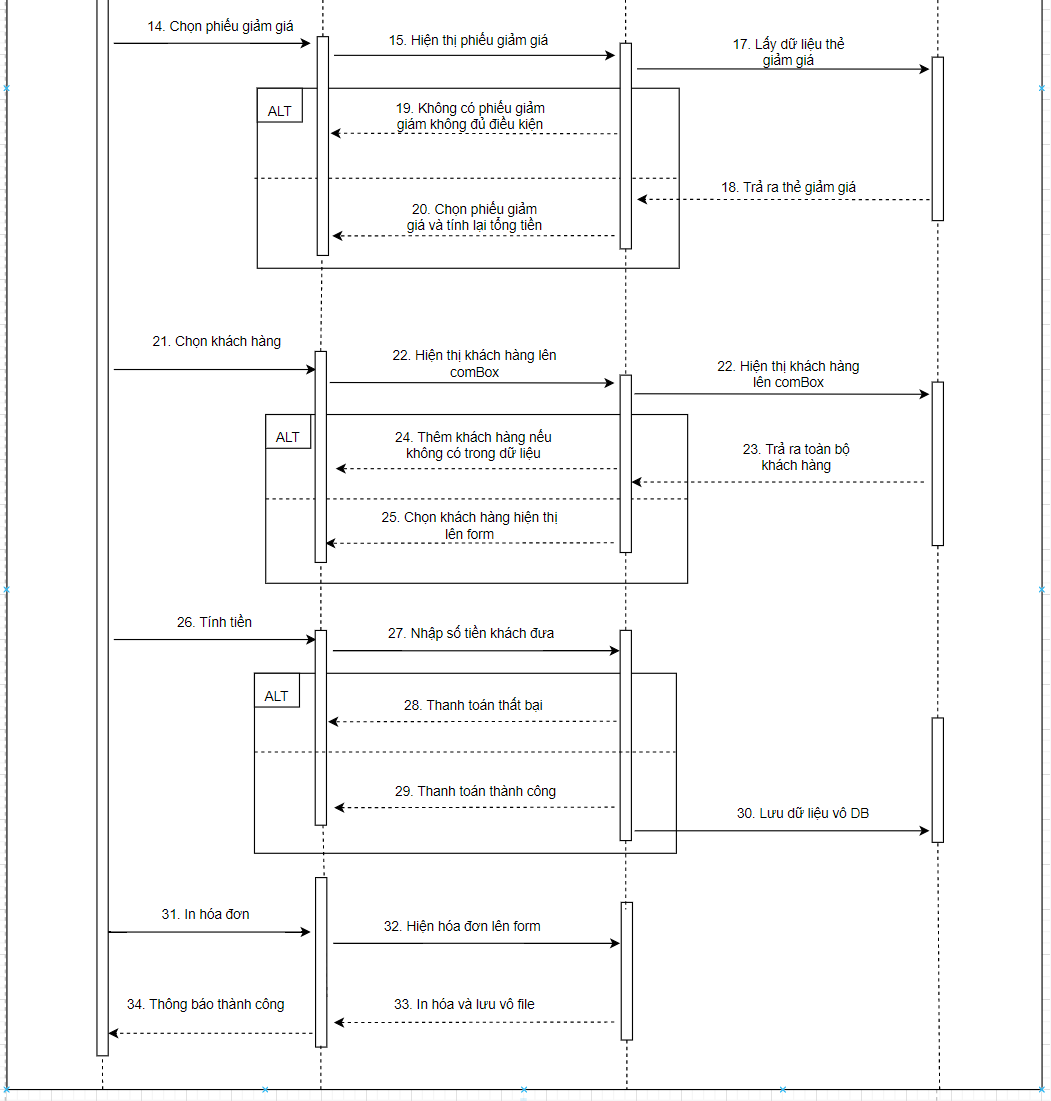 14. Chọn phiếu giảm giá
15. Hiện thị phiếu giảm giá
17. Lấy dữ liệu thẻ
giảm giá
ALT
19. Không có phiếu giảm
giám không đủ điều kiện
18. Trả ra thẻ giảm giá
20. Chọn phiếu giảm
giá và tính lại tổng tiền
21. Chọn khách hàng
22. Hiện thị khách hàng lên
comBox
22. Hiện thị khách hàng
lên comBox
ALT
24. Thêm khách hàng nếu
không có trong dữ liệu
23. Trả ra toàn bộ
khách hàng
25. Chọn khách hàng hiện thị
lên form
26. Tính tiền
27. Nhập số tiền khách đưa
ALT
28. Thanh toán thất bại
29. Thanh toán thành công
30. Lưu dữ liệu vô DB
31. In hóa đơn
32. Hiện hóa đơn lên form
34. Thông báo thành công
33. In hóa và lưu vô file